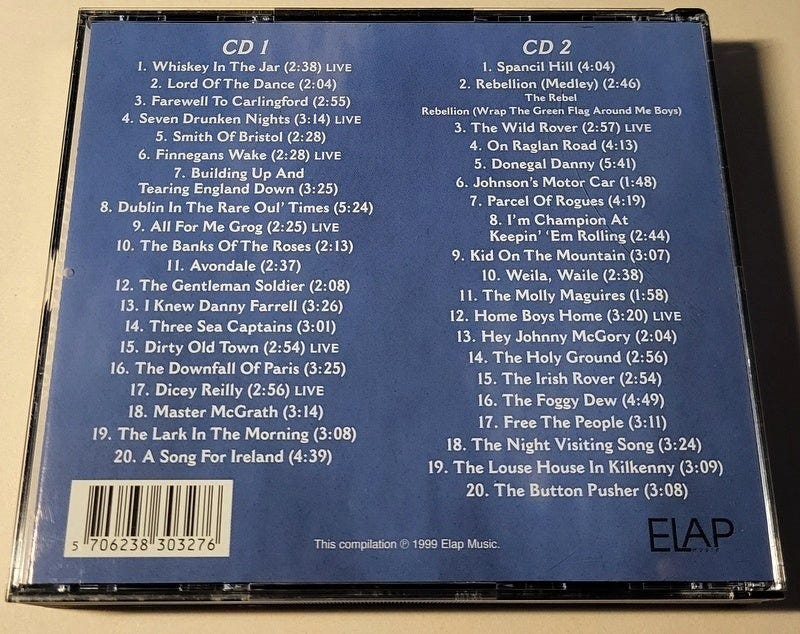 CD 1
1. Whiskey In The Jar (2:38) LIVE
2. Lord Of The Dance (2:04)
3. Farewell To Carlingford (2:55)
4. Seven Drunken Nights (3:14) LIVE
5. Smith Of Bristol (2:28)
6. Finnegans Wake (2:28) LIVE
7. Building Up And
Tearing England Down (3:25)
8. Dublin In The Rare Oul' Times (5:24)
9. All For Me Grog (2:25) LIVE
10. The Banks Of The Roses (2:13)
11. Avondale (2:37)
12. The Gentleman Soldier (2:08)
13. I Knew Danny Farrell (3:26)
14. Three Sea Captains (3:01)
15. Dirty Old Town (2:54) LIVE
16. The Downfall Of Paris (3:25)
17. Dicey Reilly (2:56) LIVE
18. Master McGrath (3:14)
19. The Lark In The Morning (3:08)
20. A Song For Ireland (4:39)
CD 2
1. Spancil Hill (4:04)
2. Rebellion (Medley) (2:46)
The Rebel
Rebellion (Wrap The Green Flag Around Me Boys)
3. The Wild Rover (2:57) LIVE
4. On Raglan Road (4:13)
5. Donegal Danny (5:41)
6. Johnson's Motor Car (1:48)
7. Parcel Of Rogues (4:19)
8. I'm Champion At
Keepin' 'Em Rolling (2:44)
9. Kid On The Mountain (3:07)
10. Weila, Waile (2:38)
11. The Molly Maguires (1:58)
12. Home Boys Home (3:20) LIVE
13. Hey Johnny McGory (2:04)
14. The Holy Ground (2:56)
15. The Irish Rover (2:54)
16. The Foggy Dew (4:49)
17. Free The People (3:11)
18. The Night Visiting Song (3:24)
19. The Louse House In Kilkenny (3:09)
20. The Button Pusher (3:08)
5 706238 303276
This compilation ℗ 1999 Elap Music.
ELAP
MUSIC